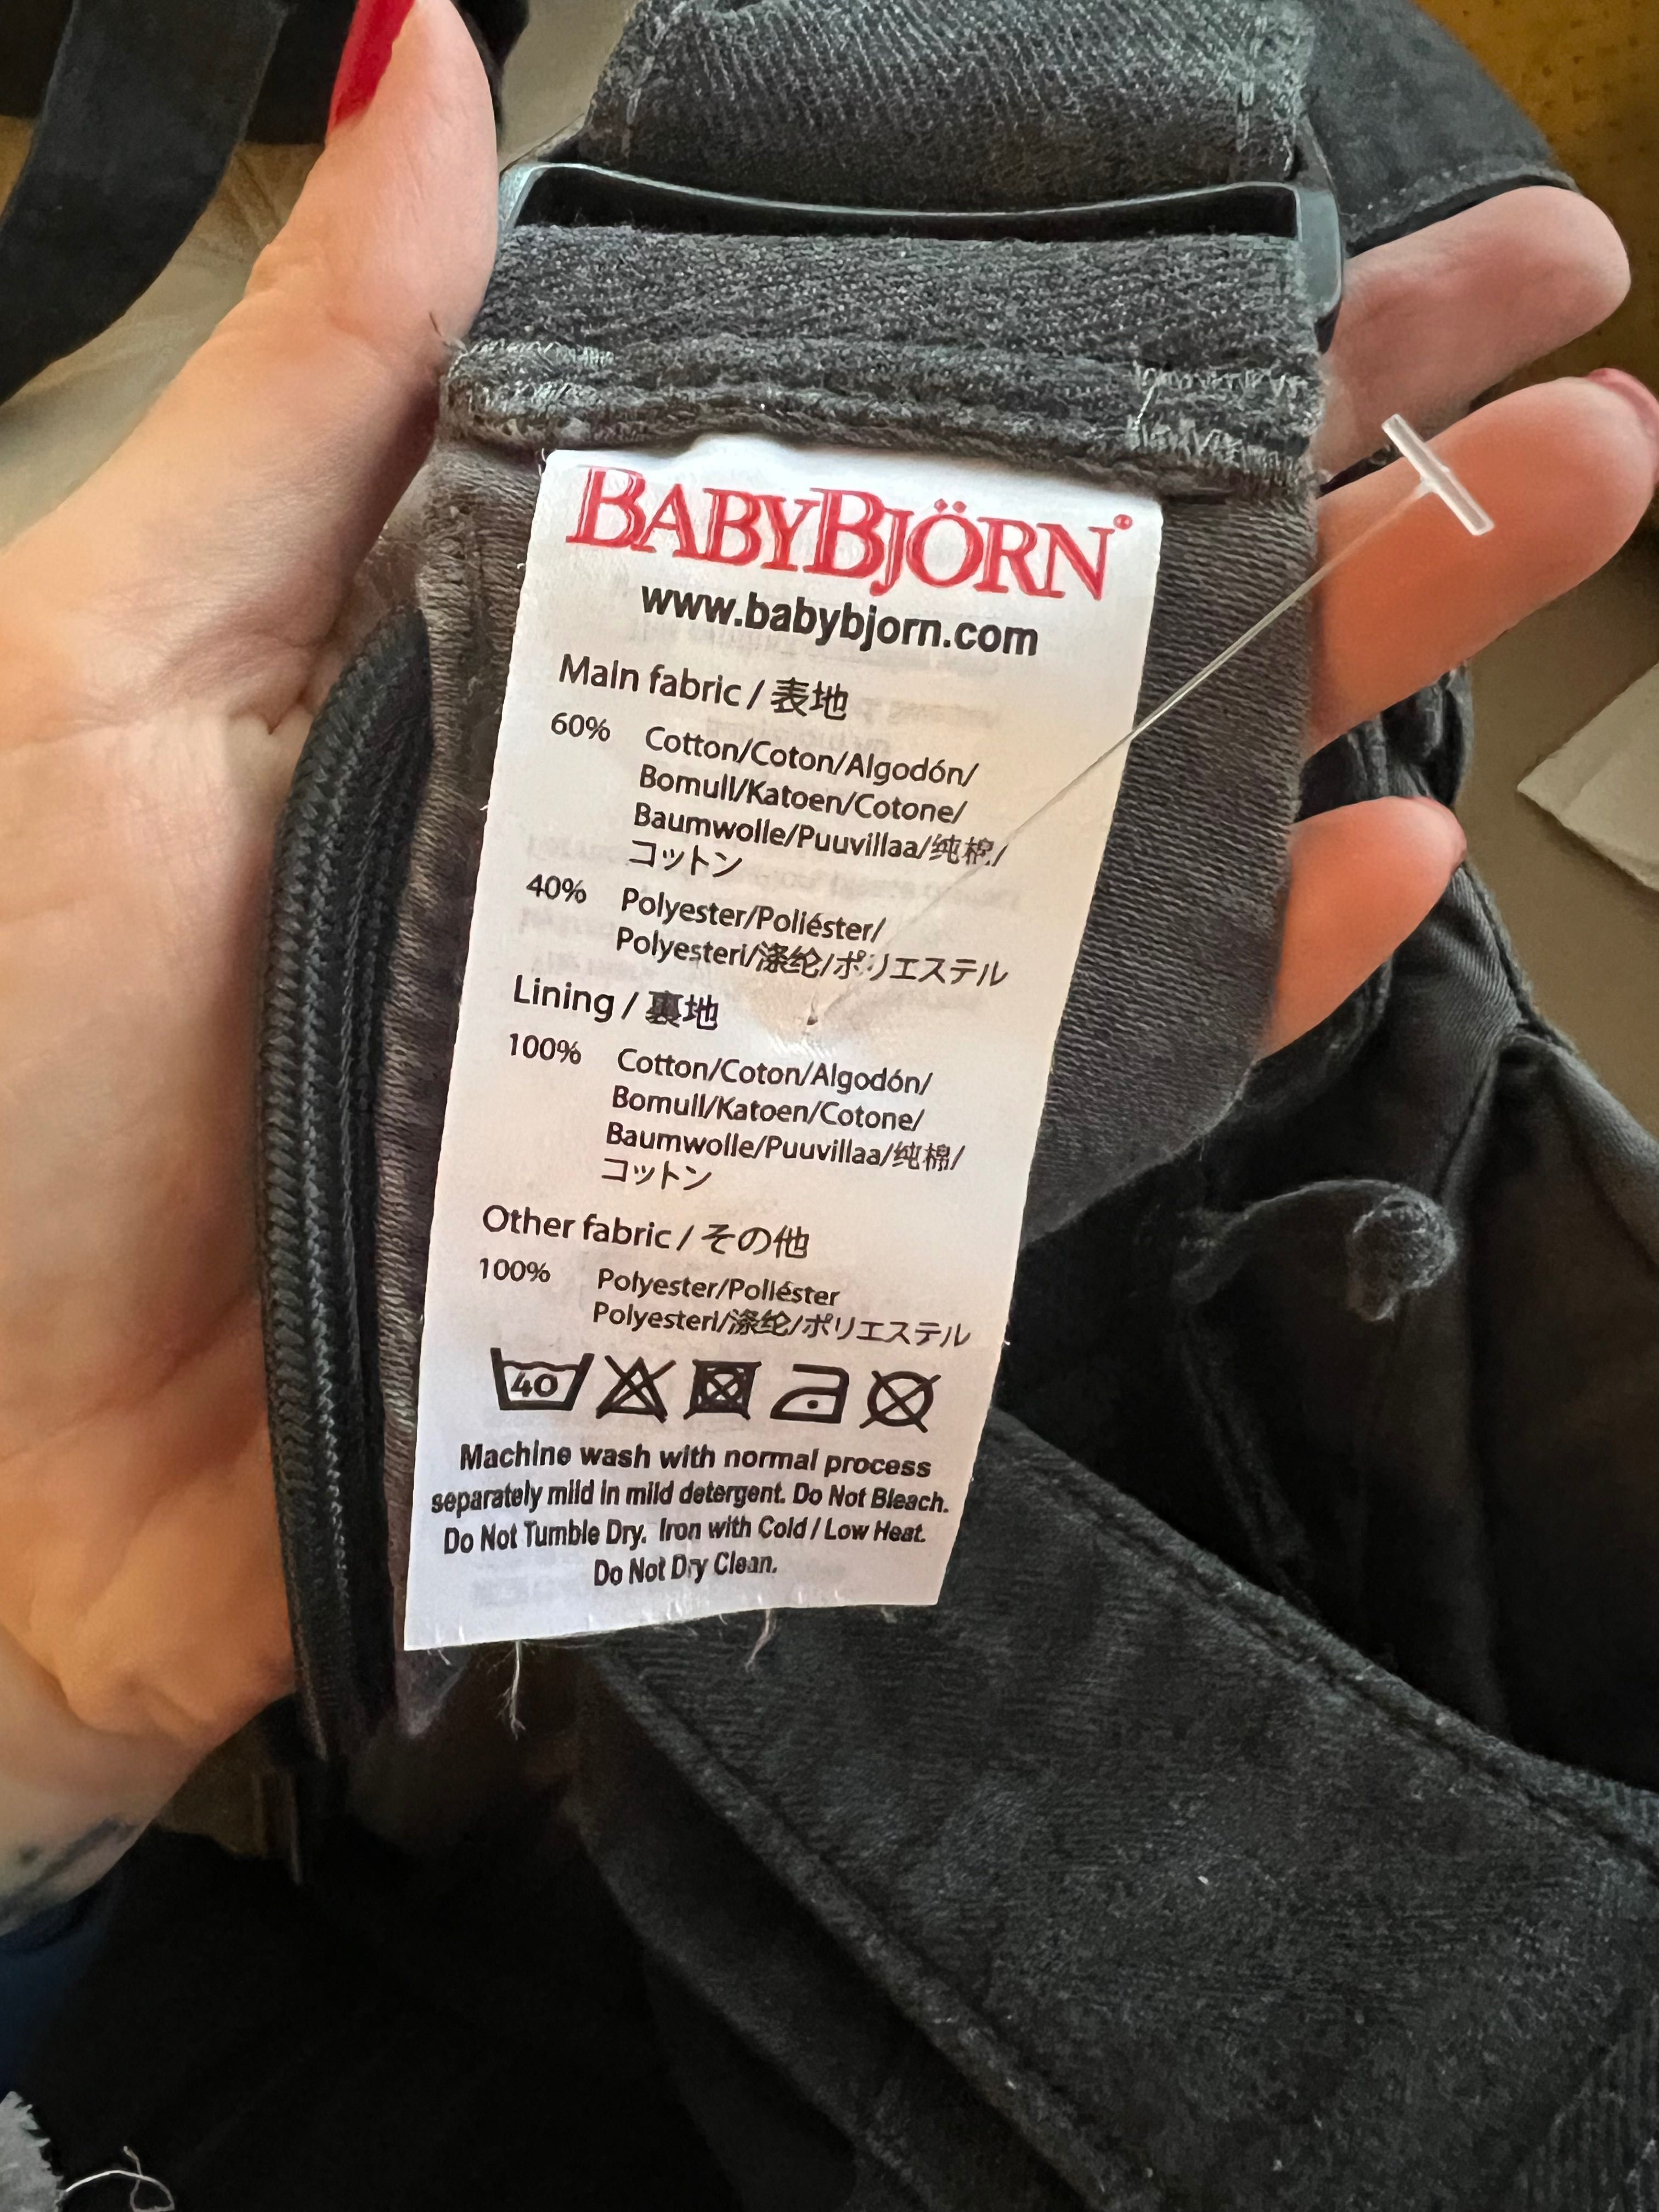 BABYBJÖRN®
www.babybjorn.com
Main fabric / 表地
60% Cotton/Coton/Algodón/
Bomull/Katoen/Cotone/
Baumwolle/Puuvillaa/纯棉/
コットン
40% Polyester/Poliéster/
Polyesteri/涤纶/ポリエステル
Lining / 裏地
100% Cotton/Coton/Algodón/
Bomull/Katoen/Cotone/
Baumwolle/Puuvillaa/纯棉/
コットン
Other fabric / その他
100% Polyester/Poliéster
Polyesteri/涤纶/ポリエステル
40
Machine wash with normal process
separately mild in mild detergent. Do Not Bleach.
Do Not Tumble Dry. Iron with Cold / Low Heat.
Do Not Dry Clean.